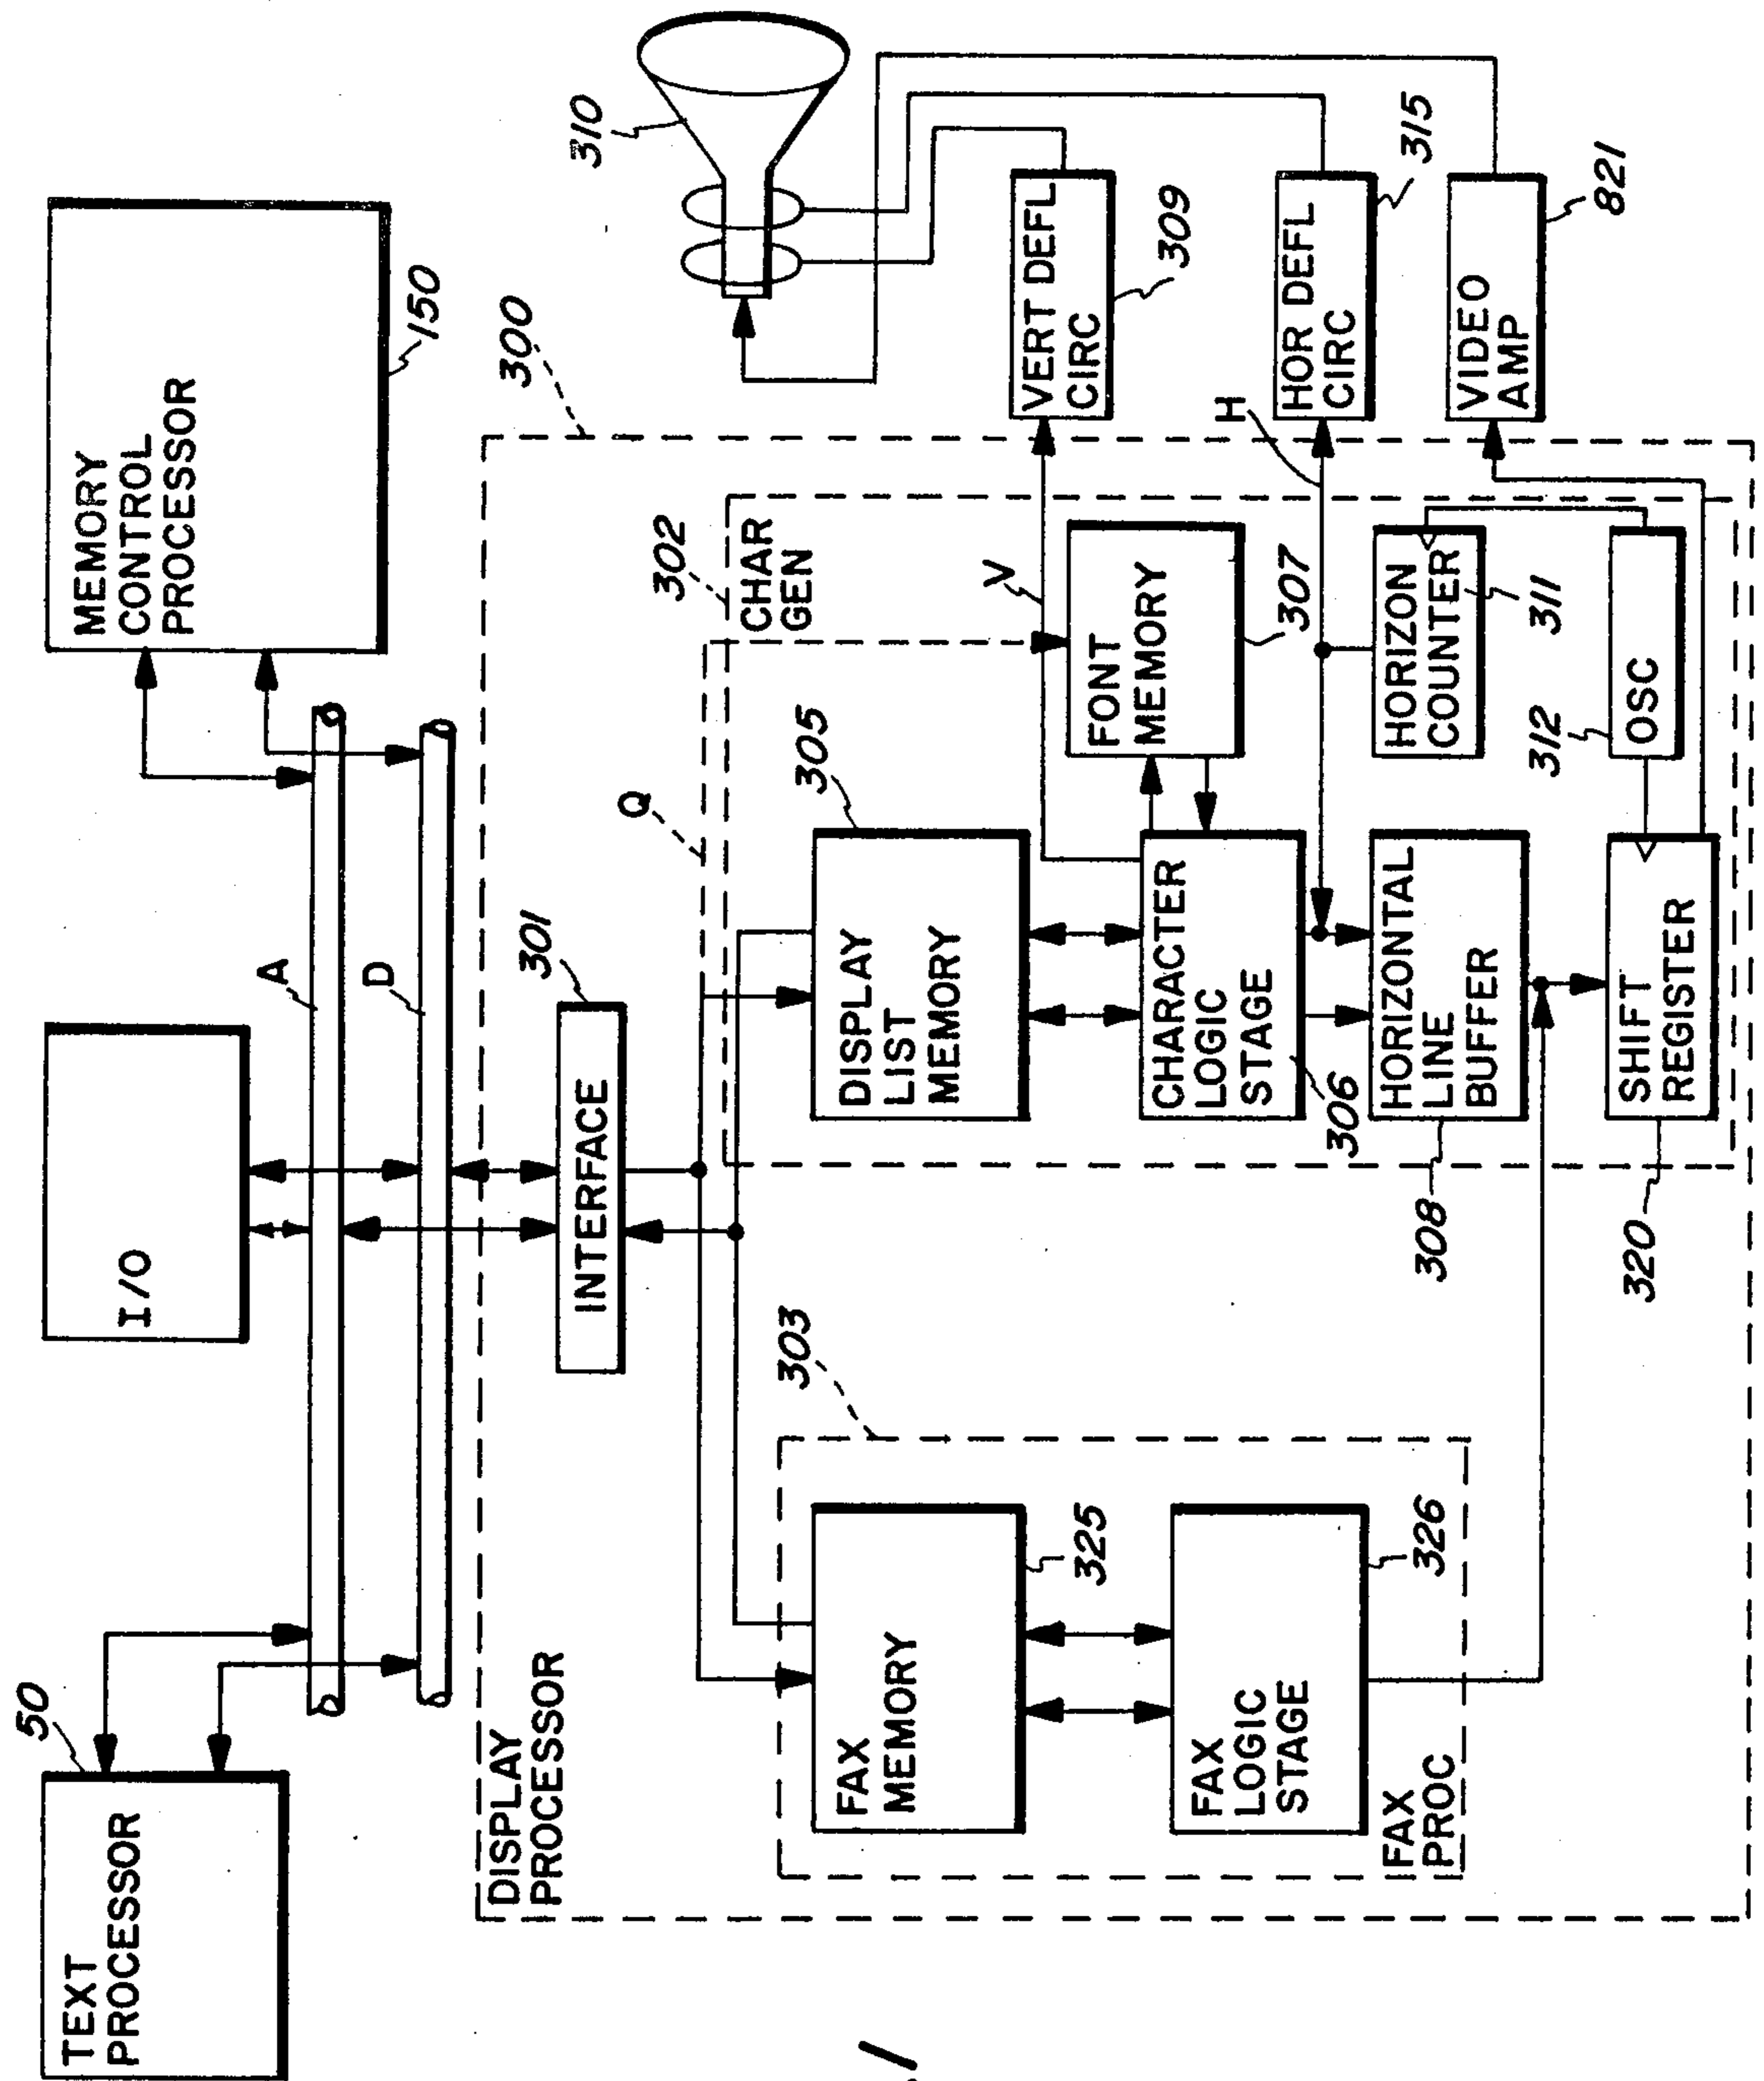 TEXT
PROCESSOR
50
I/O
MEMORY
CONTROL
PROCESSOR
150
A
D
DISPLAY
PROCESSOR
300
INTERFACE
301
Q
303
FAX
MEMORY
325
FAX
LOGIC
STAGE
326
FAX
PROC
302
CHAR
GEN
305
DISPLAY
LIST
MEMORY
CHARACTER
LOGIC
STAGE
306
FONT
MEMORY
307
V
H
HORIZONTAL
LINE
BUFFER
308
HORIZON
COUNTER
311
OSC
312
SHIFT
REGISTER
320
310
VERT DEFL
CIRC
309
HOR DEFL
CIRC
315
VIDEO
AMP
821